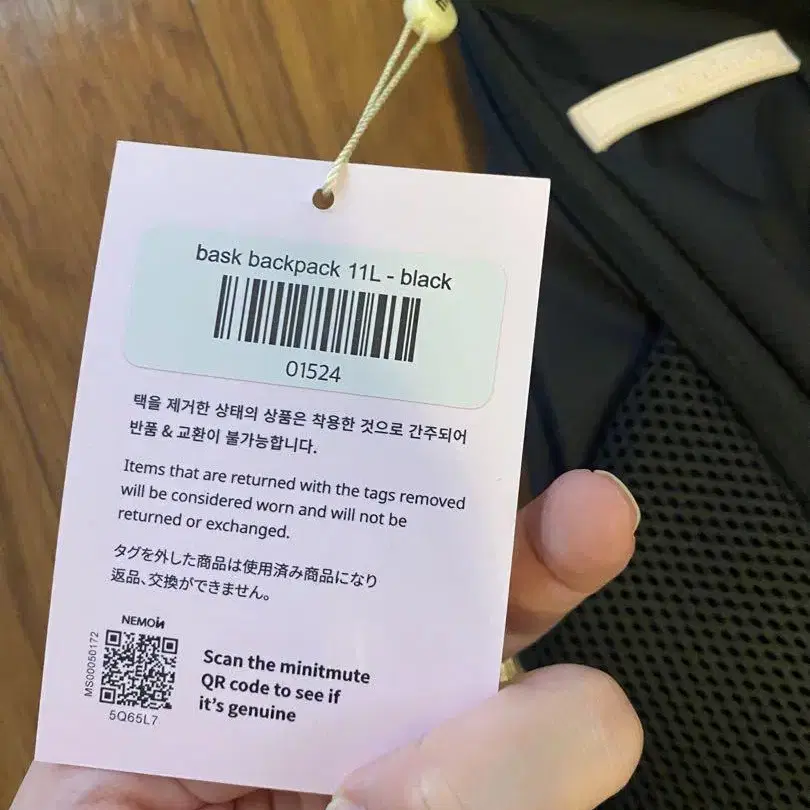 bask backpack 11L - black
01524
택을 제거한 상태의 상품은 착용한 것으로 간주되어
반품 & 교환이 불가능합니다.
Items that are returned with the tags removed
will be considered worn and will not be
returned or exchanged.
タグを外した商品は使用済み商品になり
返品、交換ができません。
NEMOИ
MS00050172
5Q65L7
Scan the minitmute
QR code to see if
it's genuine